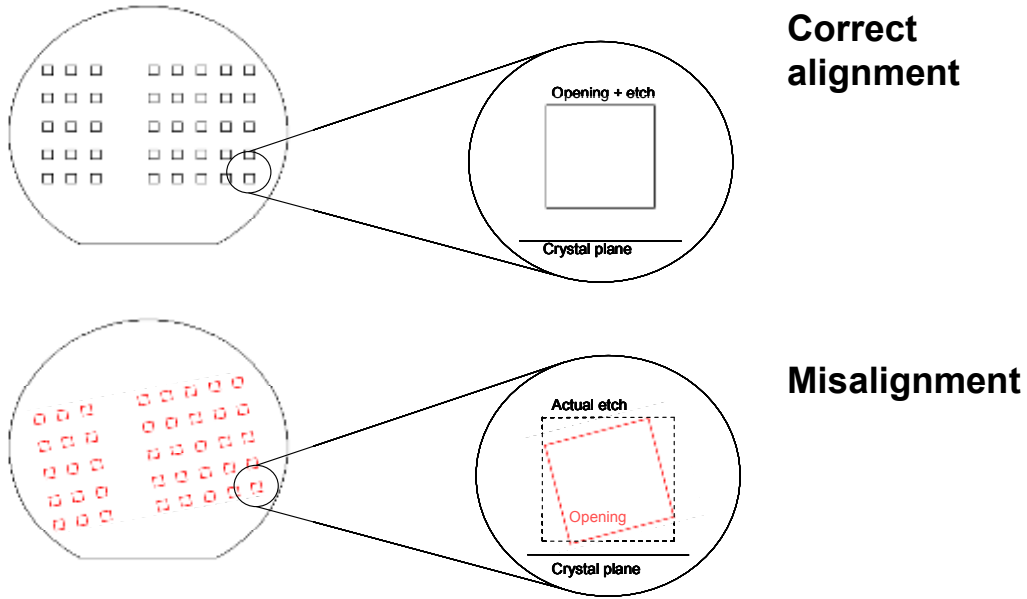 Correct
alignment
Opening + etch
Crystal plane
Misalignment
Actual etch
Opening
Crystal plane